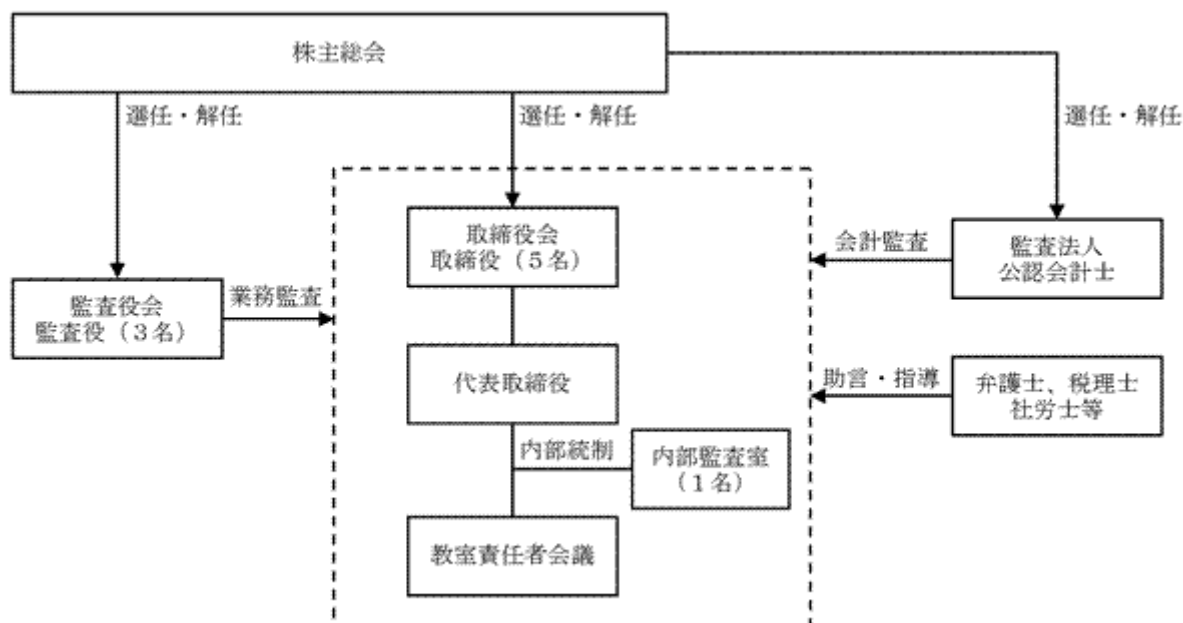 株主総会
選任・解任
選任・解任
選任・解任
取締役会
取締役（５名）
会計監査
監査法人
公認会計士
監査役会
監査役（３名）
業務監査
代表取締役
助言・指導
弁護士、税理士
社労士等
内部統制
内部監査室
（１名）
教室責任者会議